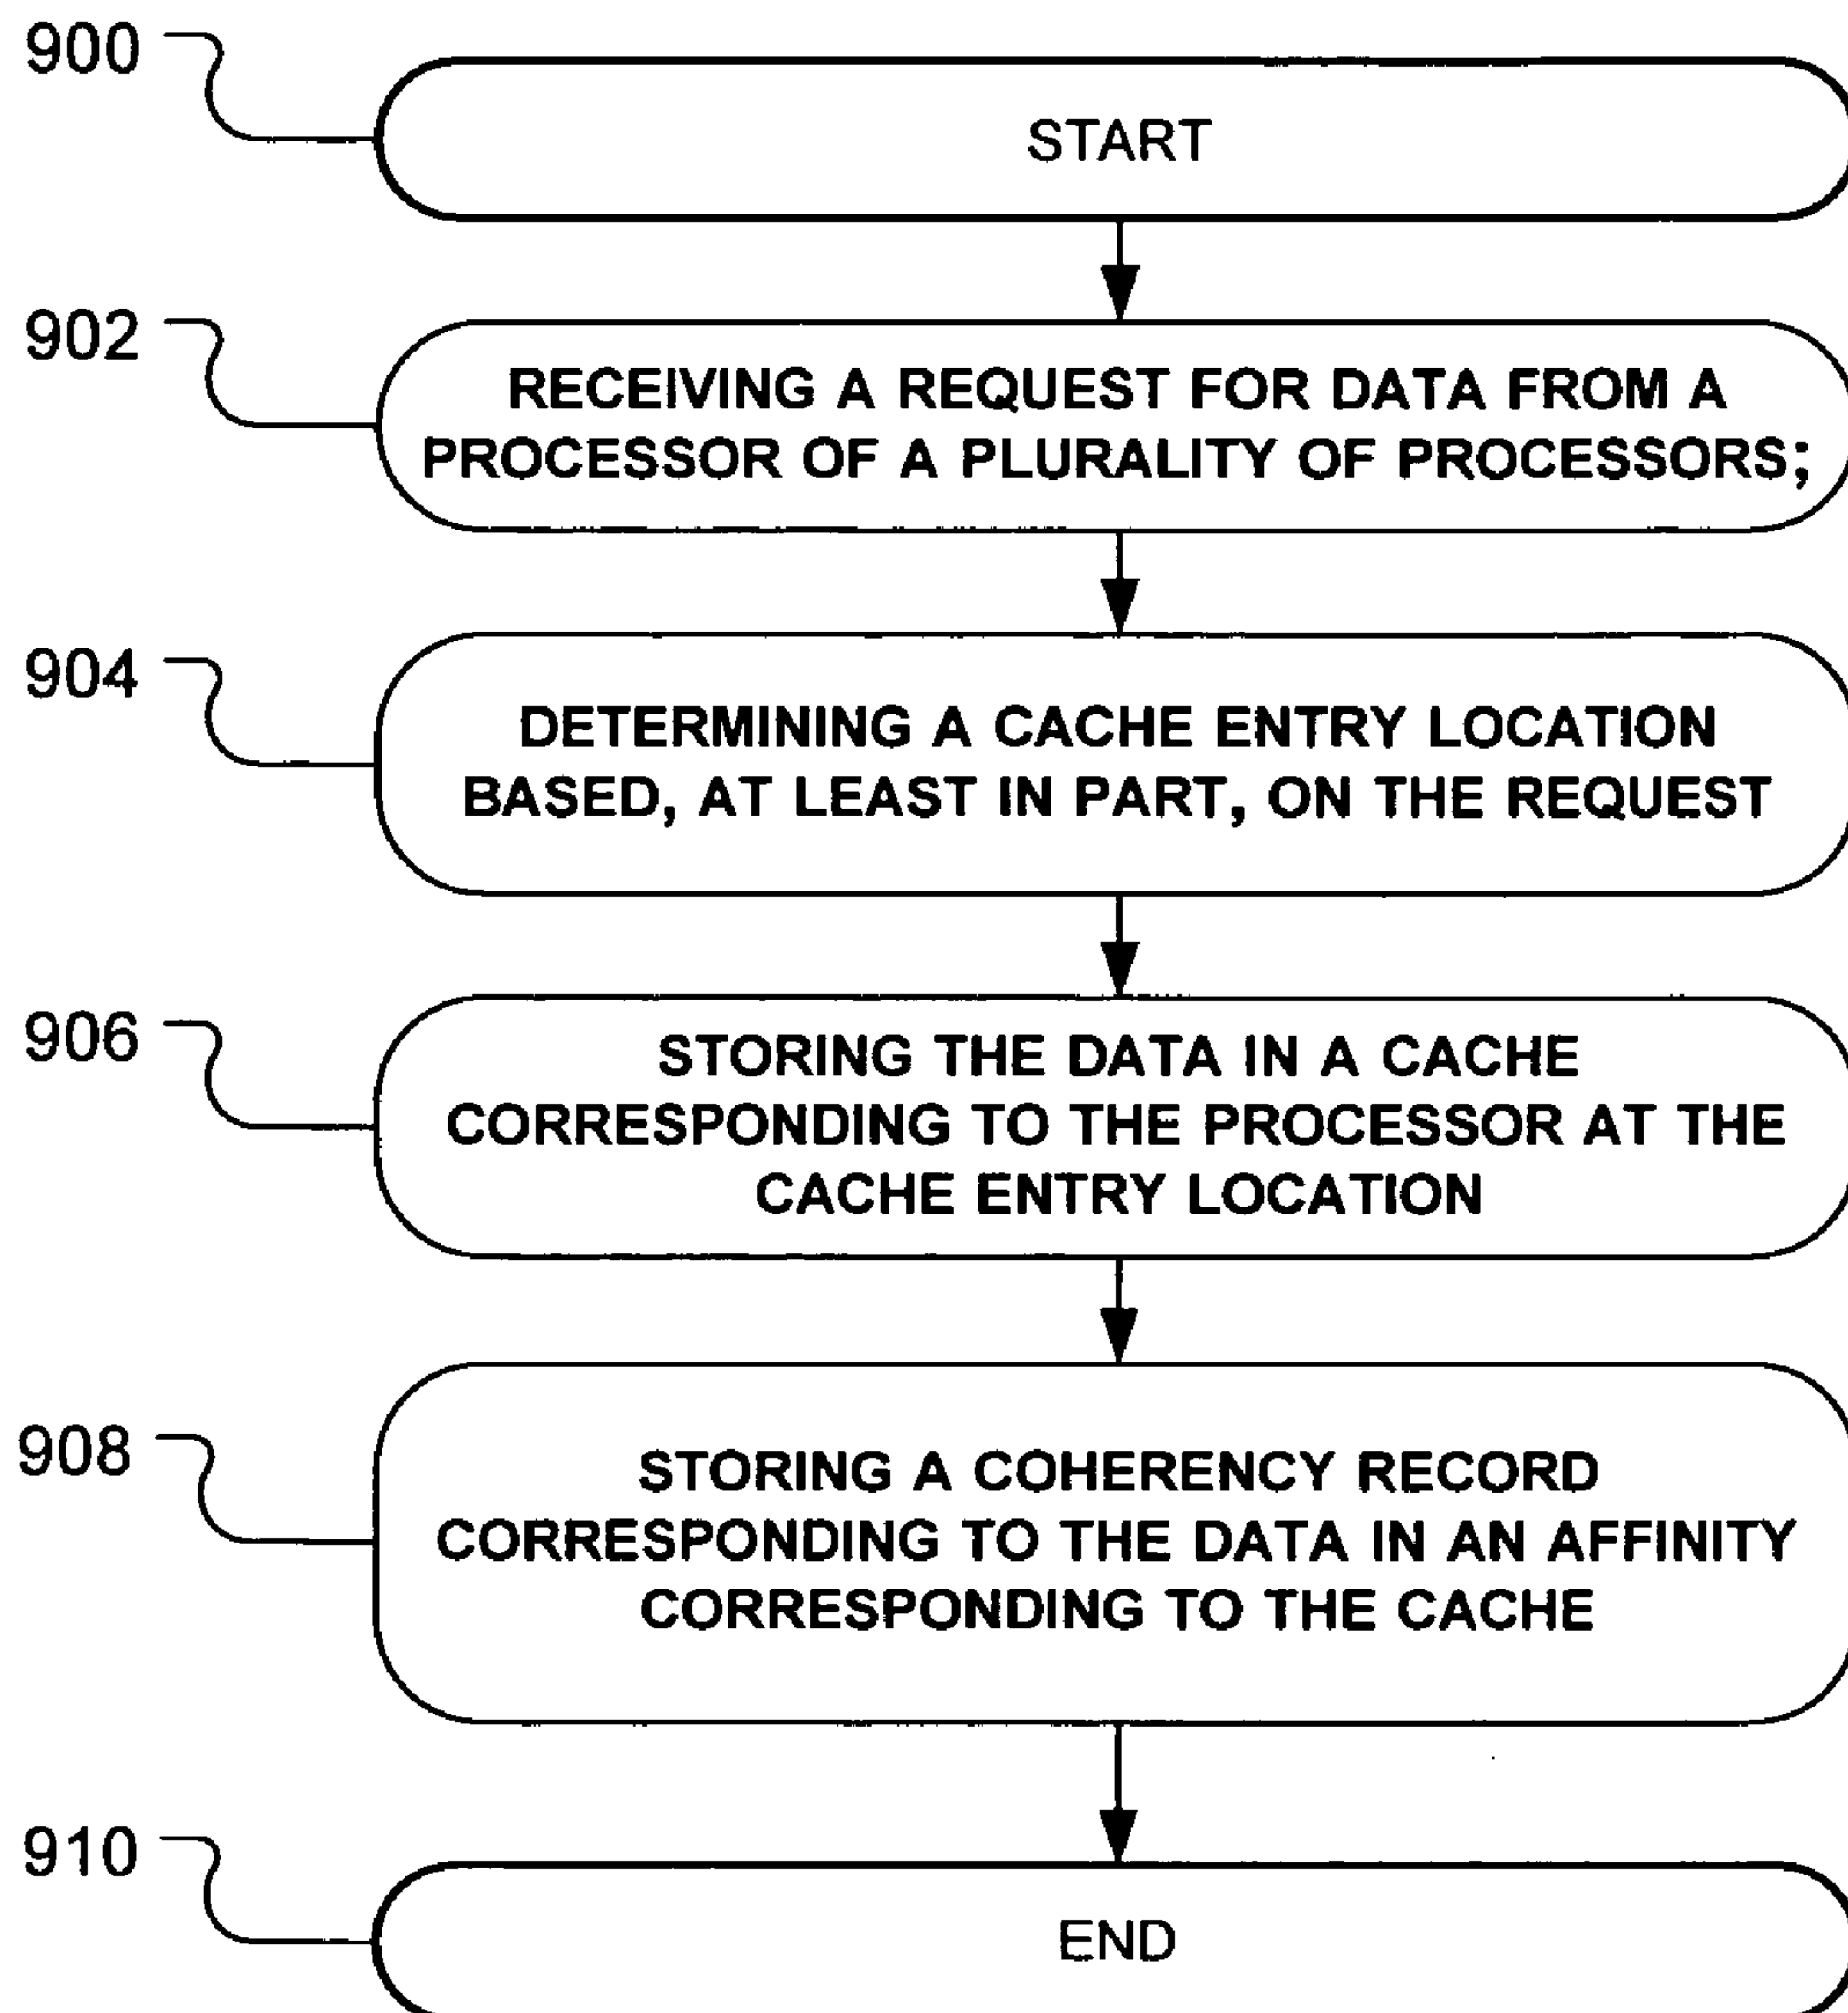 900
START
902
RECEIVING A REQUEST FOR DATA FROM A
PROCESSOR OF A PLURALITY OF PROCESSORS;
904
DETERMINING A CACHE ENTRY LOCATION
BASED, AT LEAST IN PART, ON THE REQUEST
906
STORING THE DATA IN A CACHE
CORRESPONDING TO THE PROCESSOR AT THE
CACHE ENTRY LOCATION
908
STORING A COHERENCY RECORD
CORRESPONDING TO THE DATA IN AN AFFINITY
CORRESPONDING TO THE CACHE
910
END